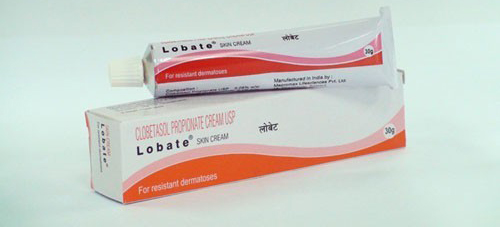 Lobate® SKIN CREAM
लोबेट
30g
For resistant dermatoses
Manufactured in India by :
CLOBETASOL PROPIONATE CREAM USP
Lobate® SKIN CREAM
लोबेट
30g
For resistant dermatoses